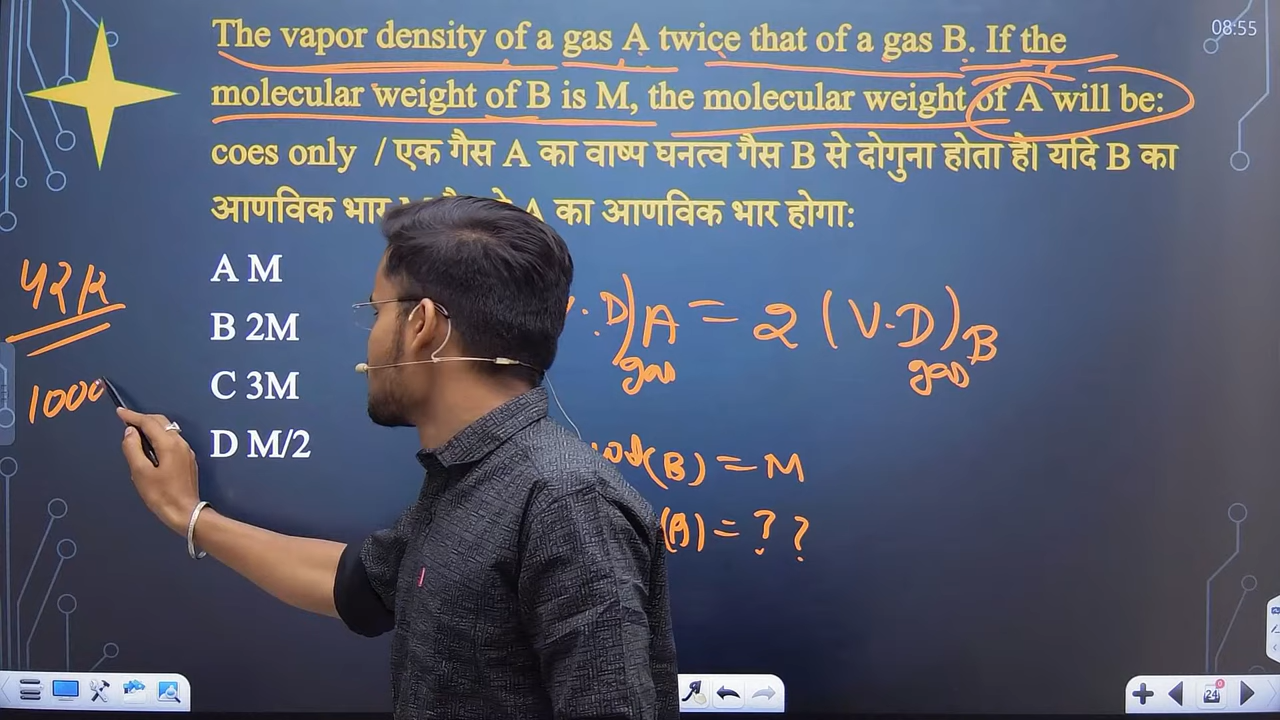 08:55
The vapor density of a gas A twice that of a gas B. If the
molecular weight of B is M, the molecular weight of A will be:
coes only / एक गैस A का वाष्प घनत्व गैस B से दोगुना होता है। यदि B का
आणविक भार A का आणविक भार होगा:
A M
B 2M
C 3M
D M/2
.D)A = 2 (V.D)B
gas gas
(B) = M
(A) = ? ?
1000
24